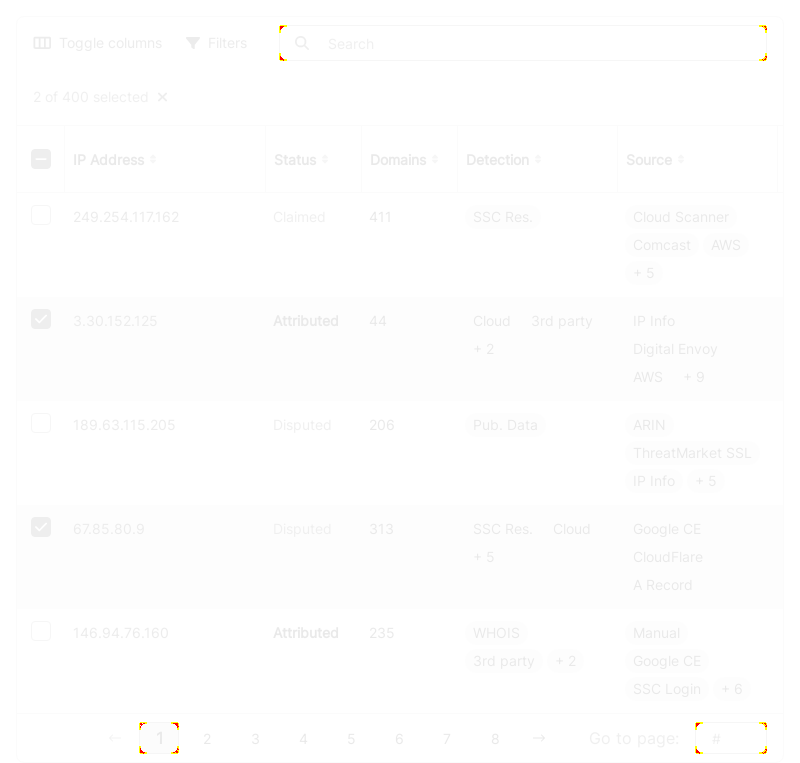 Toggle columns Filters Search
2 of 400 selected ×
IP Address Status Domains Detection Source
249.254.117.162 Claimed 411 SSC Res. Cloud Scanner
Comcast AWS
+ 5
3.30.152.125 Attributed 44 Cloud 3rd party IP Info
+ 2 Digital Envoy
AWS + 9
189.63.115.205 Disputed 206 Pub. Data ARIN
ThreatMarket SSL
IP Info + 5
67.85.80.9 Disputed 313 SSC Res. Cloud Google CE
+ 5 CloudFlare
A Record
146.94.76.160 Attributed 235 WHOIS Manual
3rd party + 2 Google CE
SSC Login + 6
← 1 2 3 4 5 6 7 8 → Go to page: #